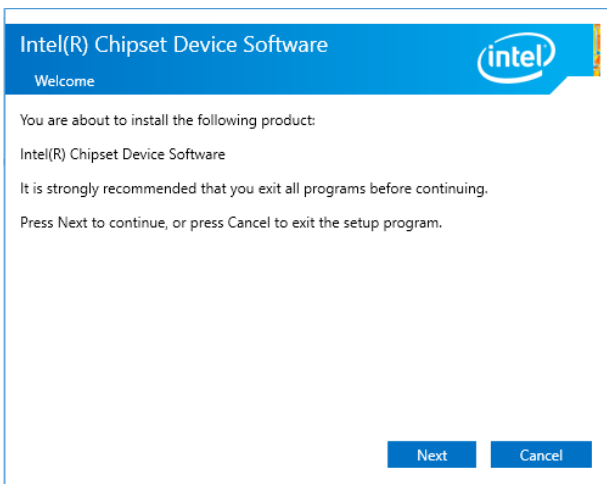 Intel(R) Chipset Device Software
intel
Welcome
You are about to install the following product:
Intel(R) Chipset Device Software
It is strongly recommended that you exit all programs before continuing.
Press Next to continue, or press Cancel to exit the setup program.
Next
Cancel